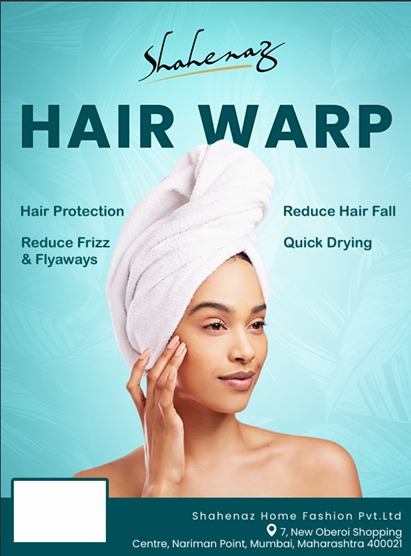 Shahenaz
HAIR WARP
Hair Protection
Reduce Hair Fall
Reduce Frizz
& Flyaways
Quick Drying
Shahenaz Home Fashion Pvt.Ltd
7, New Oberoi Shopping
Centre, Nariman Point, Mumbai, Maharashtra 400021